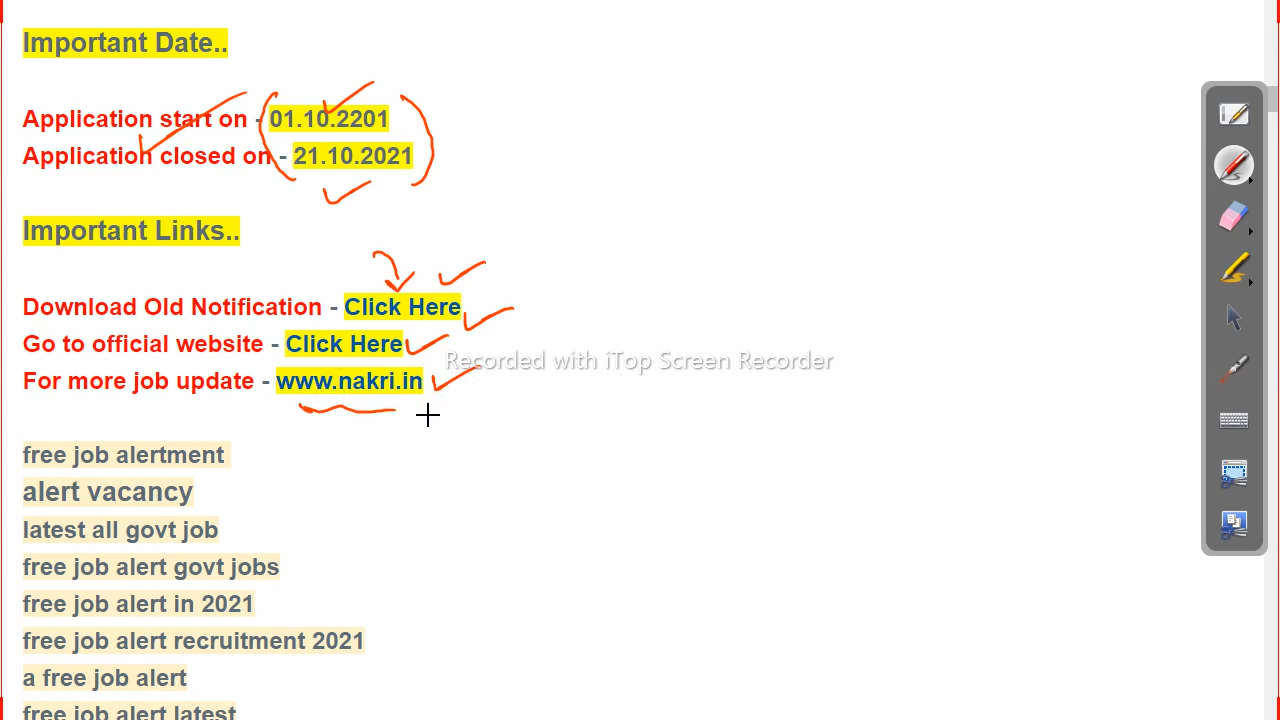 Important Date..
Application start on - 01.10.2201
Application closed on - 21.10.2021
Important Links..
Download Old Notification - Click Here
Go to official website - Click Here
Recorded with iTop Screen Recorder
For more job update - www.nakri.in
free job alertment
alert vacancy
latest all govt job
free job alert govt jobs
free job alert in 2021
free job alert recruitment 2021
a free job alert
free job alert latest